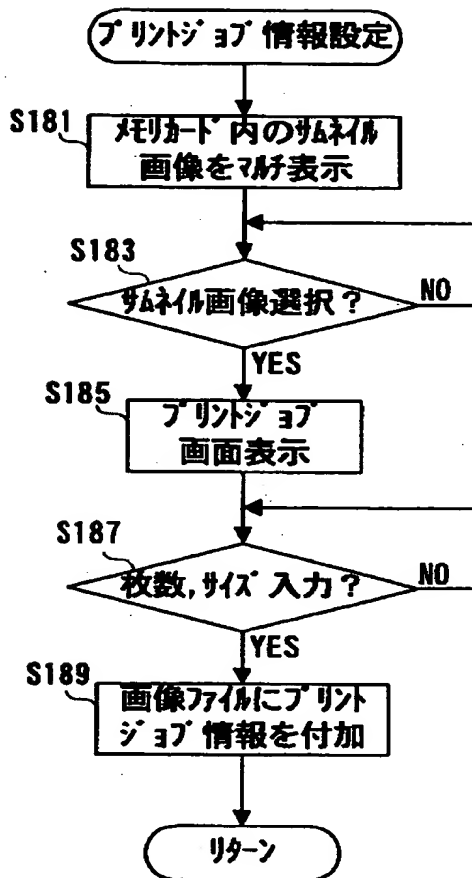 プリントジョブ情報設定
S181
メモリカード内のサムネイル
画像をマルチ表示
S183
サムネイル画像選択？
NO
YES
S185
プリントジョブ
画面表示
S187
枚数,サイズ入力？
NO
YES
S189
画像ファイルにプリント
ジョブ情報を付加
リターン